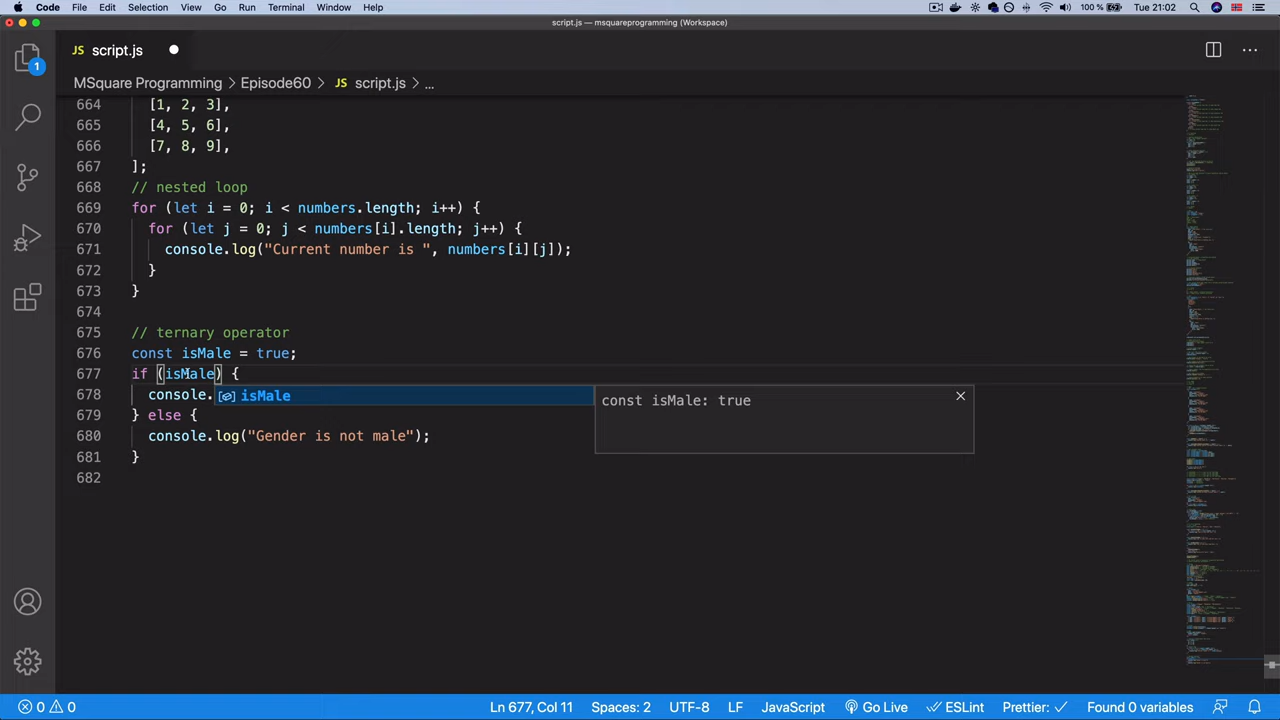 Code File Edit Selection View Go Run Terminal Window Help 100 % Tue 21:02
script.js — msquareprogramming (Workspace)
JS script.js
1
MSquare Programming > Episode60 > JS script.js > ...
664 [1, 2, 3],
665 [4, 5, 6],
666 [7, 8, 9],
667 ];
668 // nested loop
669 for (let i = 0; i < numbers.length; i++) {
670 for (let j = 0; j < numbers[i].length; j++) {
671 console.log("Current number is ", numbers[i][j]);
672 }
673 }
674
675 // ternary operator
676 const isMale = true;
677 if (isMale) {
678 console. isMale const isMale: true
679 } else {
680 console.log("Gender is not male");
681 }
682
0 0 Ln 677, Col 11 Spaces: 2 UTF-8 LF JavaScript Go Live ESLint Prettier: ✓ Found 0 variables